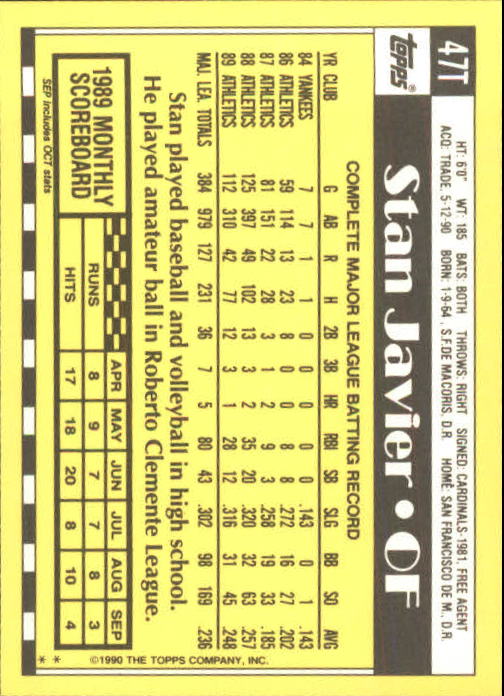 47T
topps®
Stan Javier • OF
HT: 6'0" WT: 185 BATS: BOTH THROWS: RIGHT SIGNED: CARDINALS-1981, FREE AGENT
ACQ: TRADE, 5-12-90 BORN: 1-9-64, S.F. DE MACORIS, D.R. HOME: SAN FRANCISCO DE M., D.R.
COMPLETE MAJOR LEAGUE BATTING RECORD
YR CLUB G AB R H 2B 3B HR RBI SB SLG BB SO AVG
84 YANKEES 7 7 1 1 0 0 0 0 0 .143 0 1 .143
86 ATHLETICS 59 114 13 23 8 0 0 8 8 .272 16 27 .202
87 ATHLETICS 81 151 22 28 3 1 2 9 3 .258 19 33 .185
88 ATHLETICS 125 397 49 102 13 3 2 35 20 .320 32 63 .257
89 ATHLETICS 112 310 42 77 12 3 1 28 12 .316 31 45 .248
MAJ. LEA. TOTALS 384 979 127 231 36 7 5 80 43 .302 98 169 .236
Stan played baseball and volleyball in high school.
He played amateur ball in Roberto Clemente League.
1989 MONTHLY
SCOREBOARD
APR MAY JUN JUL AUG SEP
RUNS 8 9 7 7 8 3
HITS 17 18 20 8 10 4
SEP includes OCT stats
* * ©1990 THE TOPPS COMPANY, INC.